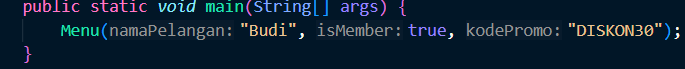 public static void main(String[] args) {
Menu(namaPelangan: "Budi", isMember: true, kodePromo: "DISKON30");
}